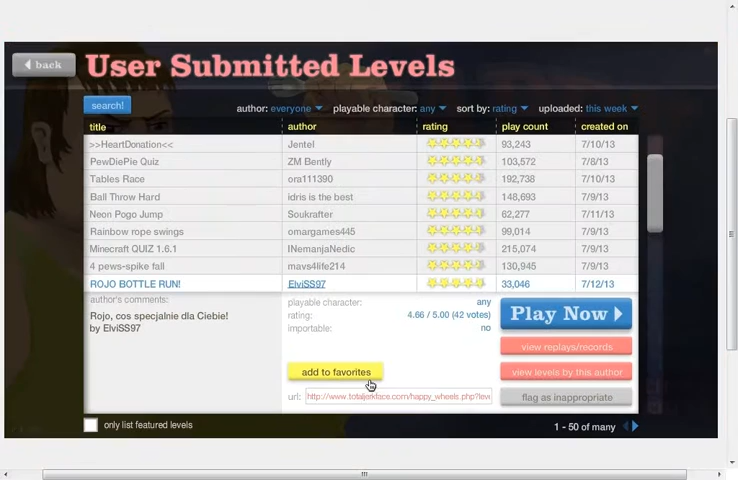 back
User Submitted Levels
search!
author: everyone playable character: any sort by: rating uploaded: this week
title author rating play count created on
>>HeartDonation<< Jentel 93,243 7/10/13
PewDiePie Quiz ZM Bently 103,572 7/8/13
Tables Race ora111390 192,738 7/10/13
Ball Throw Hard idris is the best 148,693 7/9/13
Neon Pogo Jump Soukrafter 62,277 7/11/13
Rainbow rope swings omargames445 99,014 7/9/13
Minecraft QUIZ 1.6.1 INemanjaNedic 215,074 7/9/13
4 pews-spike fall mavs4life214 130,945 7/9/13
ROJO BOTTLE RUN! ElviSS97 33,046 7/12/13
author's comments:
Rojo, cos specjalnie dla Ciebie!
by ElviSS97
playable character: any
rating: 4.66 / 5.00 (42 votes)
importable: no
add to favorites
url: http://www.totaljerkface.com/happy_wheels.php?leve
Play Now
view replays/records
view levels by this author
flag as inappropriate
only list featured levels
1 - 50 of many